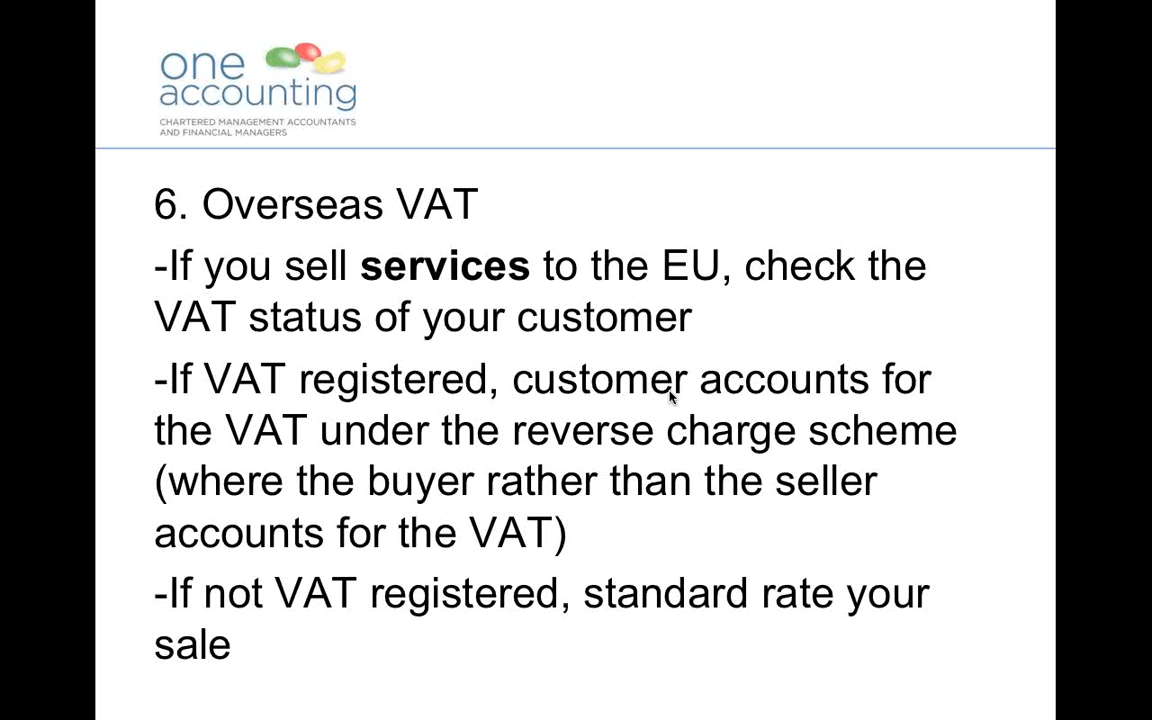 one
accounting
CHARTERED MANAGEMENT ACCOUNTANTS
AND FINANCIAL MANAGERS
6. Overseas VAT
-If you sell services to the EU, check the
VAT status of your customer
-If VAT registered, customer accounts for
the VAT under the reverse charge scheme
(where the buyer rather than the seller
accounts for the VAT)
-If not VAT registered, standard rate your
sale